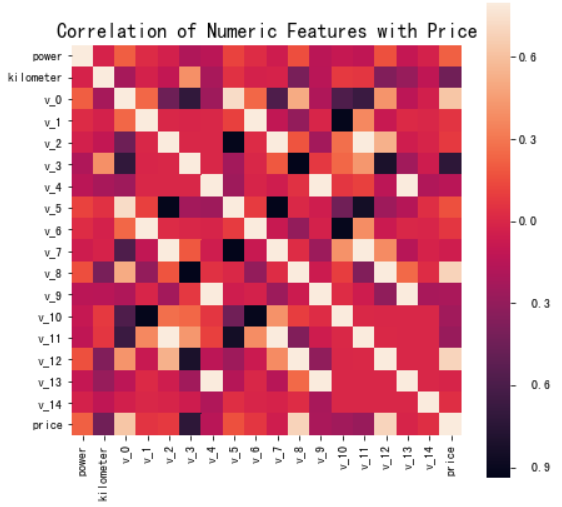 Correlation of Numeric Features with Price
power
kilometer
v_0
v_1
v_2
v_3
v_4
v_5
v_6
v_7
v_8
v_9
v_10
v_11
v_12
v_13
v_14
price
power
kilometer
v_0
v_1
v_2
v_3
v_4
v_5
v_6
v_7
v_8
v_9
v_10
v_11
v_12
v_13
v_14
price
0.6
0.3
0.0
0.3
0.6
0.9